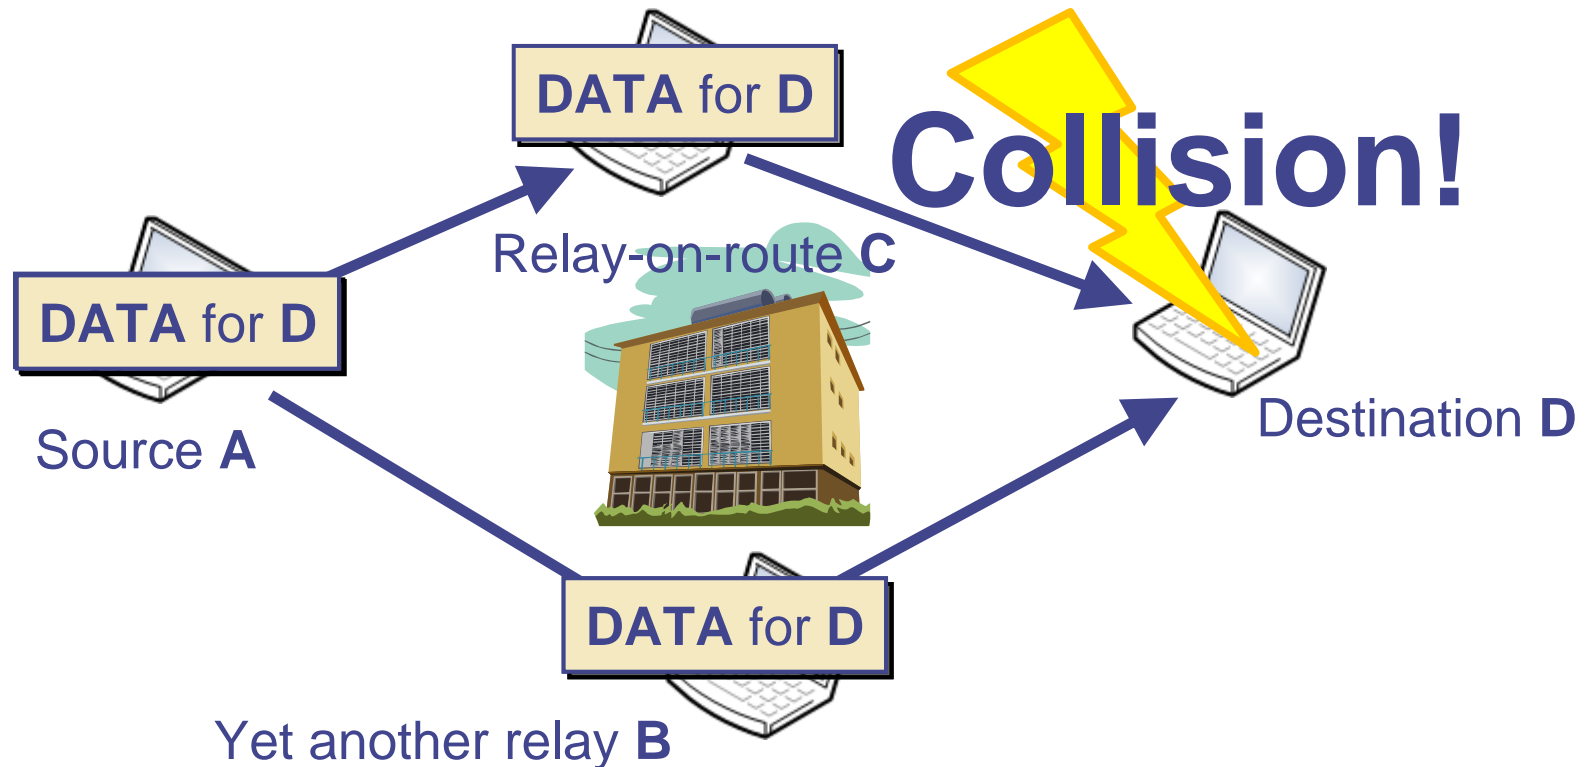 DATA for D
Collision!
Relay-on-route C
DATA for D
Destination D
Source A
DATA for D
Yet another relay B